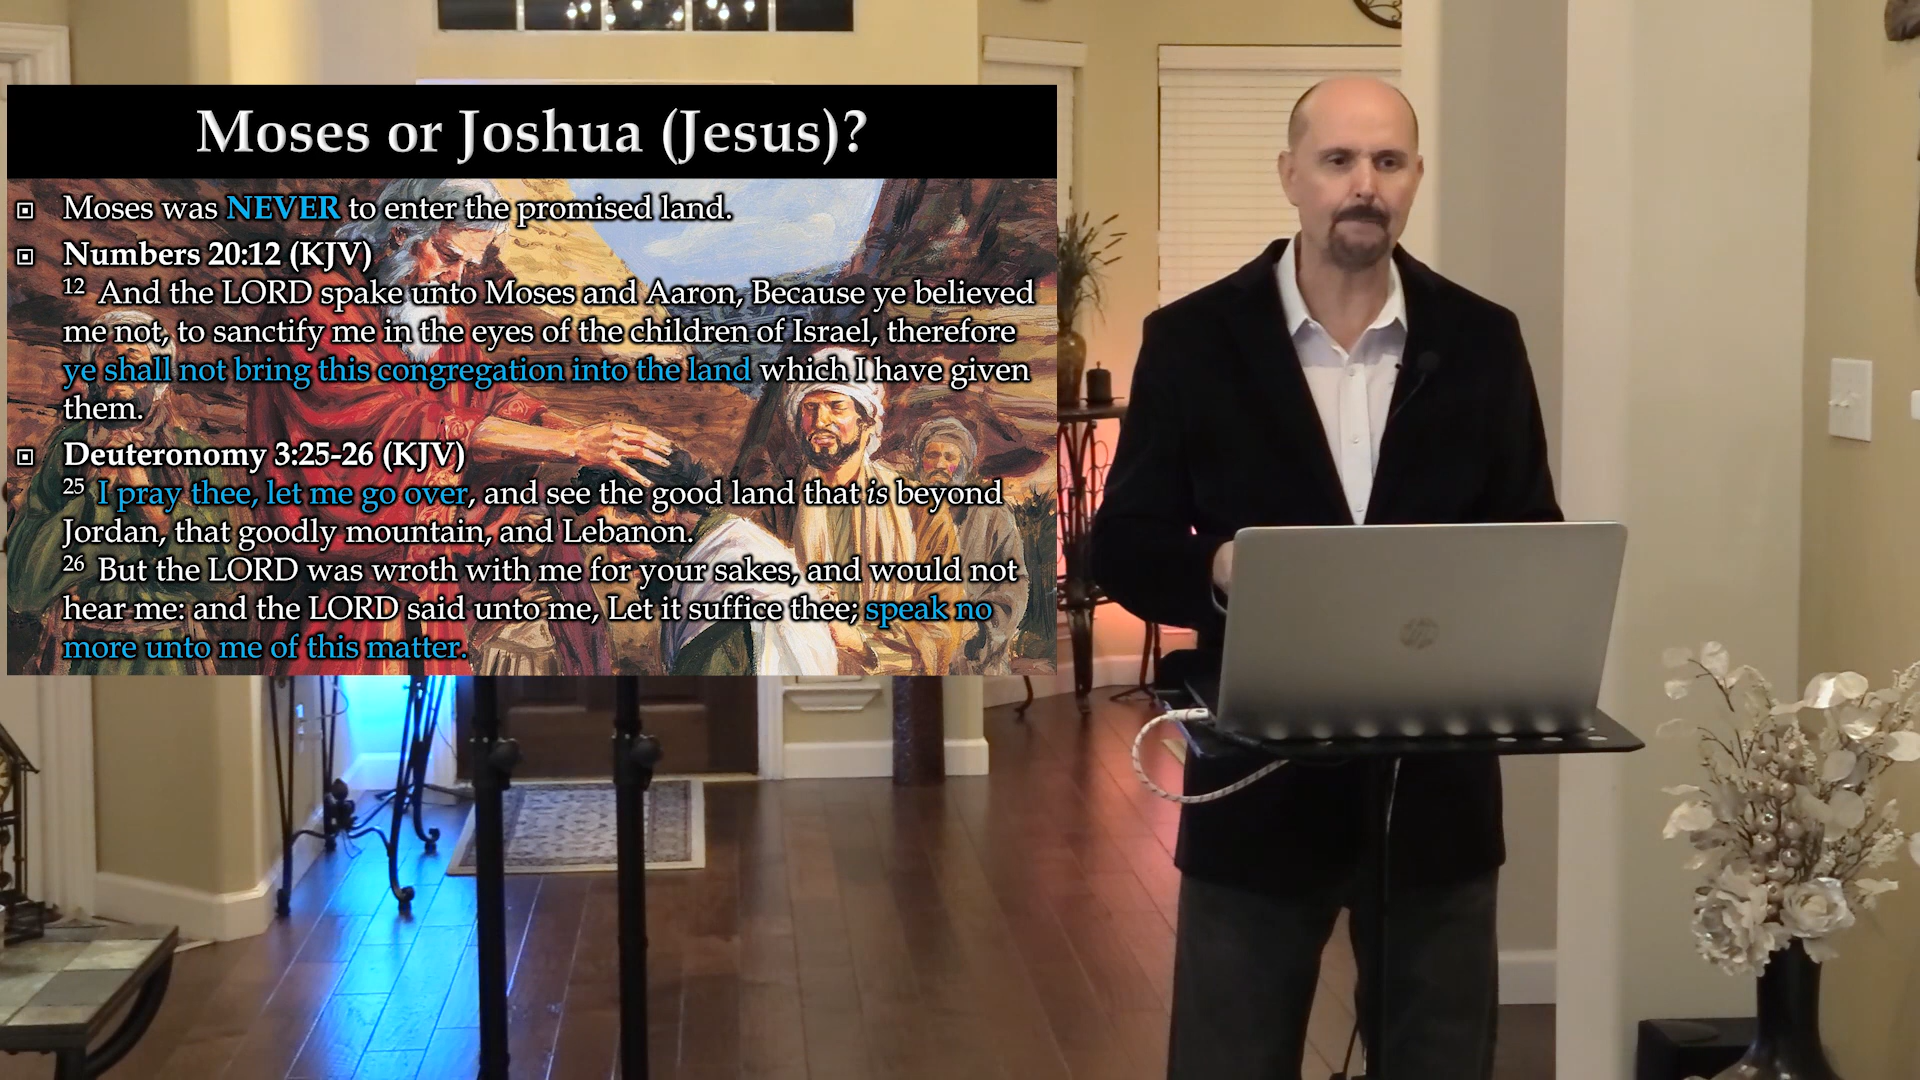 Moses or Joshua (Jesus)?
Moses was NEVER to enter the promised land.
Numbers 20:12 (KJV)
12 And the LORD spake unto Moses and Aaron, Because ye believed
me not, to sanctify me in the eyes of the children of Israel, therefore
ye shall not bring this congregation into the land which I have given
them.
Deuteronomy 3:25-26 (KJV)
25 I pray thee, let me go over, and see the good land that is beyond
Jordan, that goodly mountain, and Lebanon.
26 But the LORD was wroth with me for your sakes, and would not
hear me: and the LORD said unto me, Let it suffice thee; speak no
more unto me of this matter.
hp